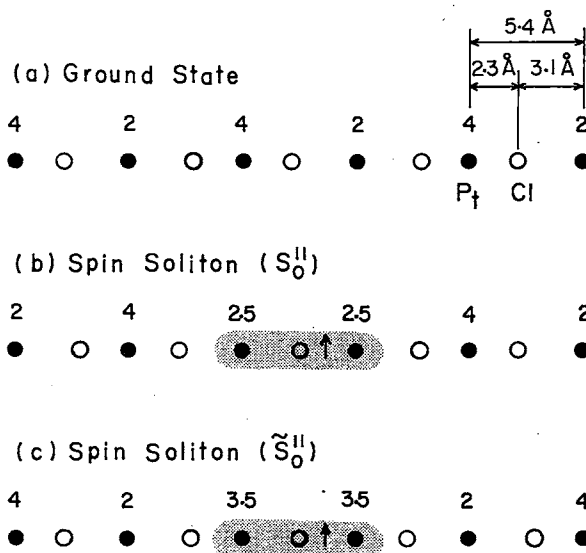 5·4 Å
2·3 Å 3·1 Å
(a) Ground State
4 2 4 2 4 2
Pt Cl
(b) Spin Soliton (S₀ᴵᴵ)
2 4 2·5 2·5 4 2
(c) Spin Soliton (S̃₀ᴵᴵ)
4 2 3·5 3·5 2 4